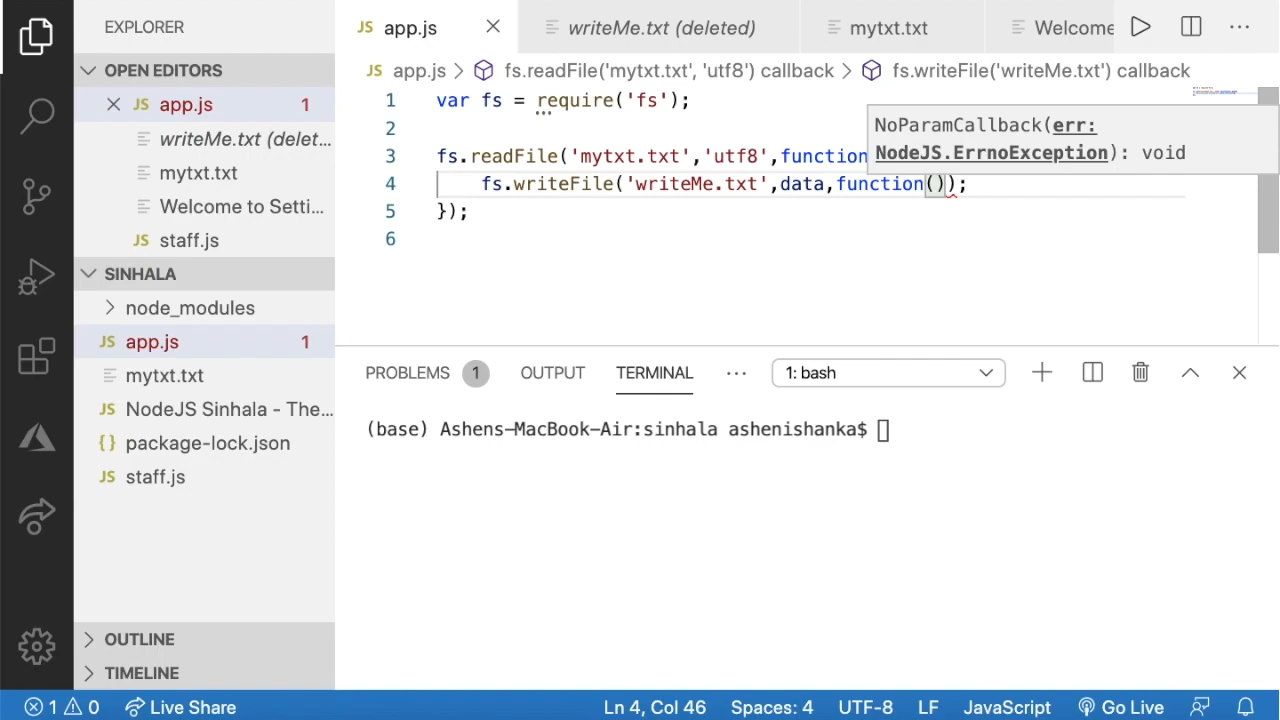 EXPLORER
OPEN EDITORS
JS app.js 1
writeMe.txt (delet...
mytxt.txt
Welcome to Setti...
JS staff.js
SINHALA
node_modules
JS app.js 1
mytxt.txt
JS NodeJS Sinhala - The...
{} package-lock.json
JS staff.js
OUTLINE
TIMELINE
JS app.js
writeMe.txt (deleted)
mytxt.txt
Welcome
JS app.js > fs.readFile('mytxt.txt', 'utf8') callback > fs.writeFile('writeMe.txt') callback
1 var fs = require('fs');
2
3 fs.readFile('mytxt.txt','utf8',function
4 fs.writeFile('writeMe.txt',data,function());
5 });
6
NoParamCallback(err:
NodeJS.ErrnoException): void
PROBLEMS 1 OUTPUT TERMINAL ... 1: bash
(base) Ashens-MacBook-Air:sinhala ashenishanka$
1 0 Live Share Ln 4, Col 46 Spaces: 4 UTF-8 LF JavaScript Go Live